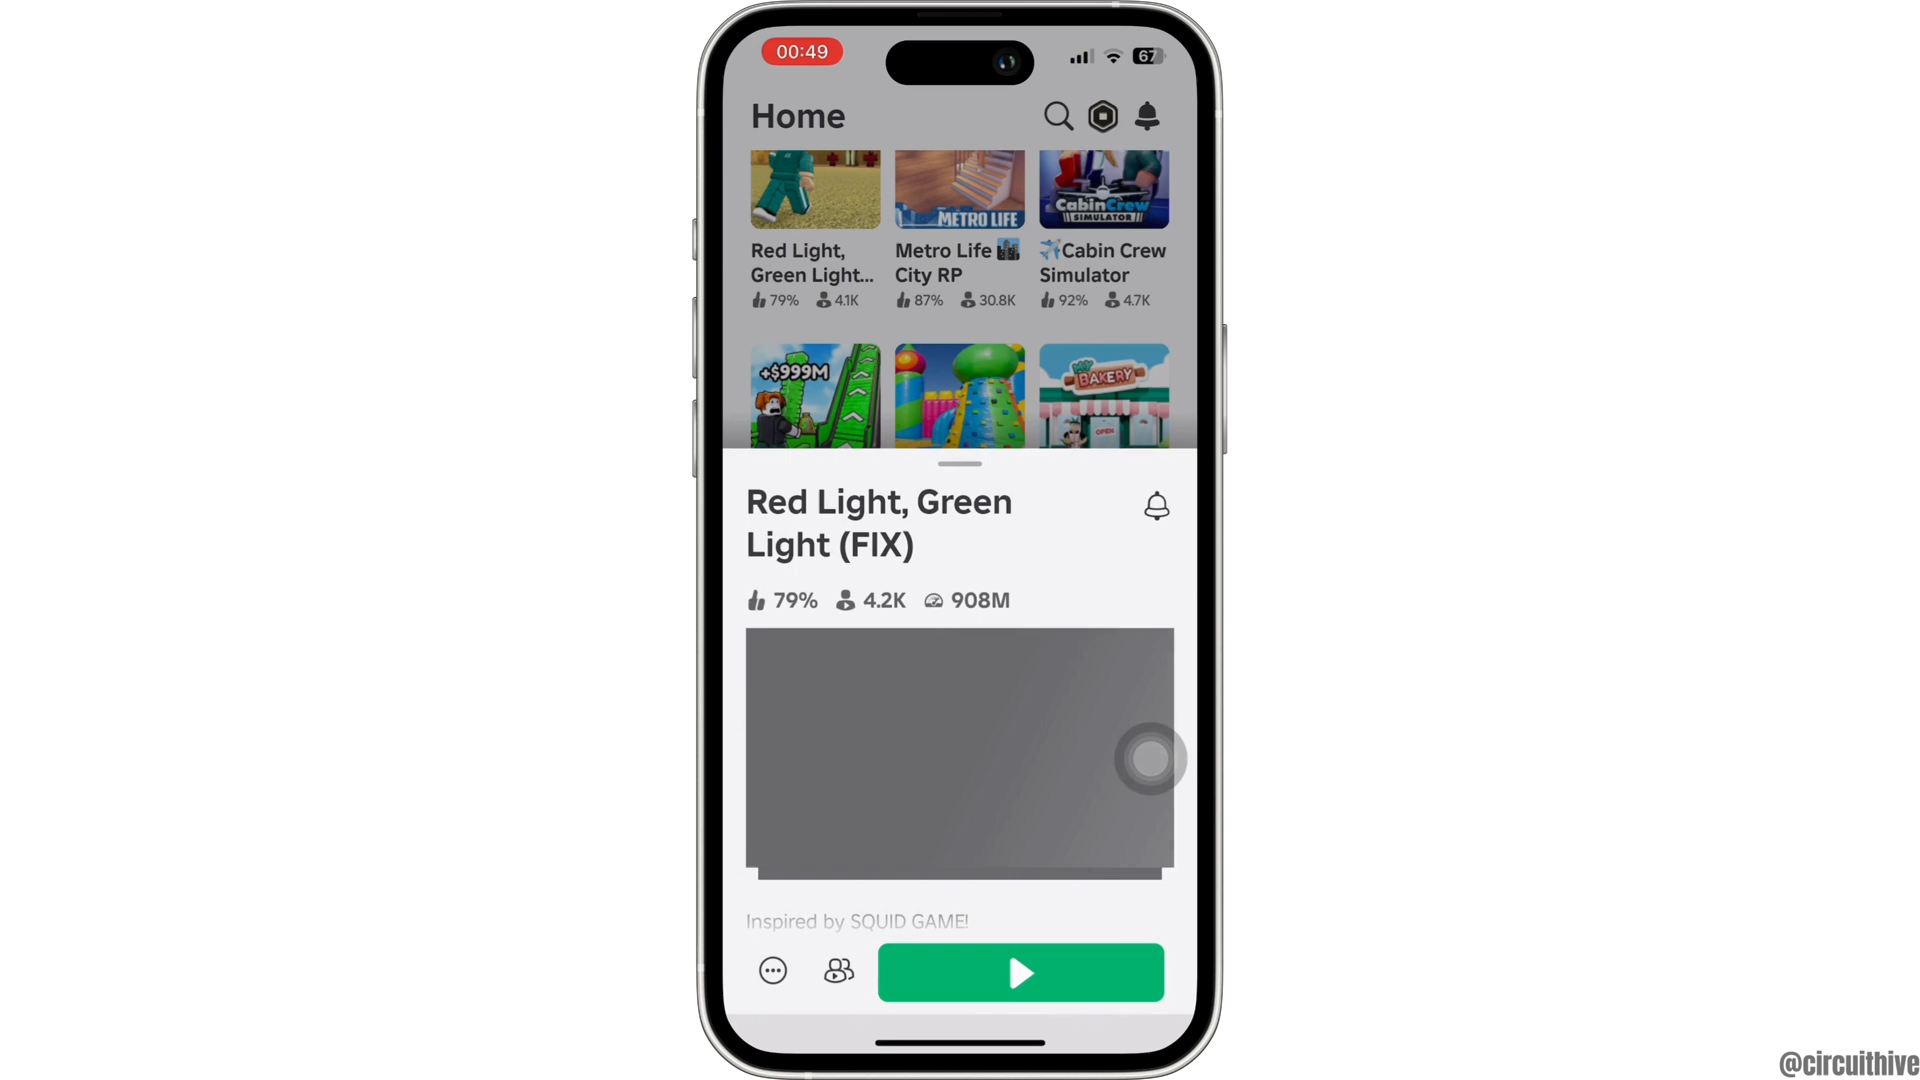 00:49
67
Home
METRO LIFE
CabinCrew
SIMULATOR
Red Light,
Green Light...
79% 4.1K
Metro Life 🏙
City RP
87% 30.8K
✈️Cabin Crew
Simulator
92% 4.7K
+$999M
MY
BAKERY
OPEN
Red Light, Green
Light (FIX)
79% 4.2K 908M
Inspired by SQUID GAME!
@circuithive